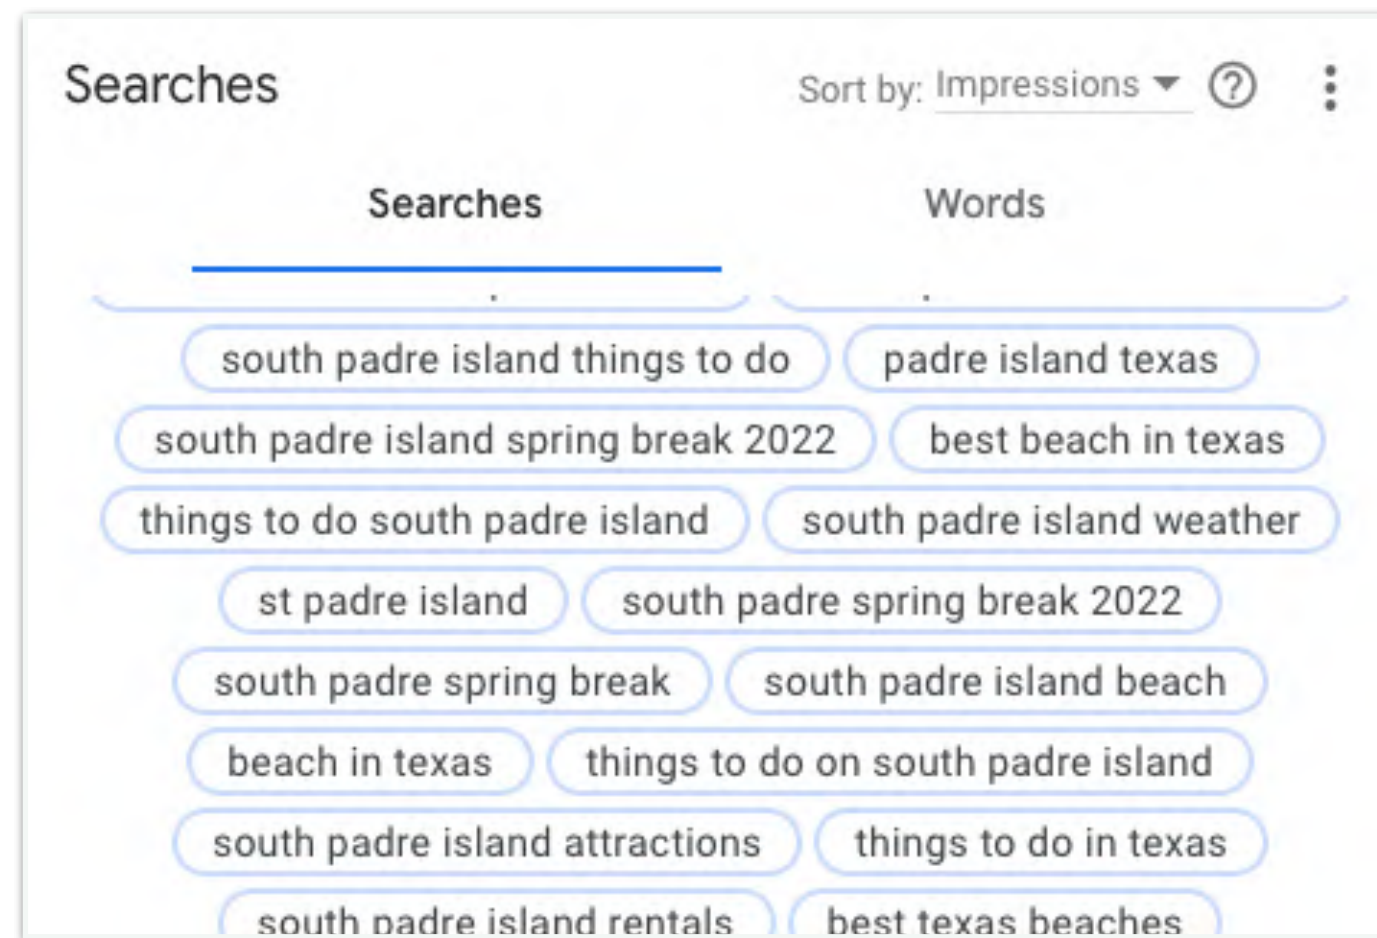 Searches
Sort by: Impressions
Searches Words
south padre island things to do padre island texas
south padre island spring break 2022 best beach in texas
things to do south padre island south padre island weather
st padre island south padre spring break 2022
south padre spring break south padre island beach
beach in texas things to do on south padre island
south padre island attractions things to do in texas
south padre island rentals best texas beaches